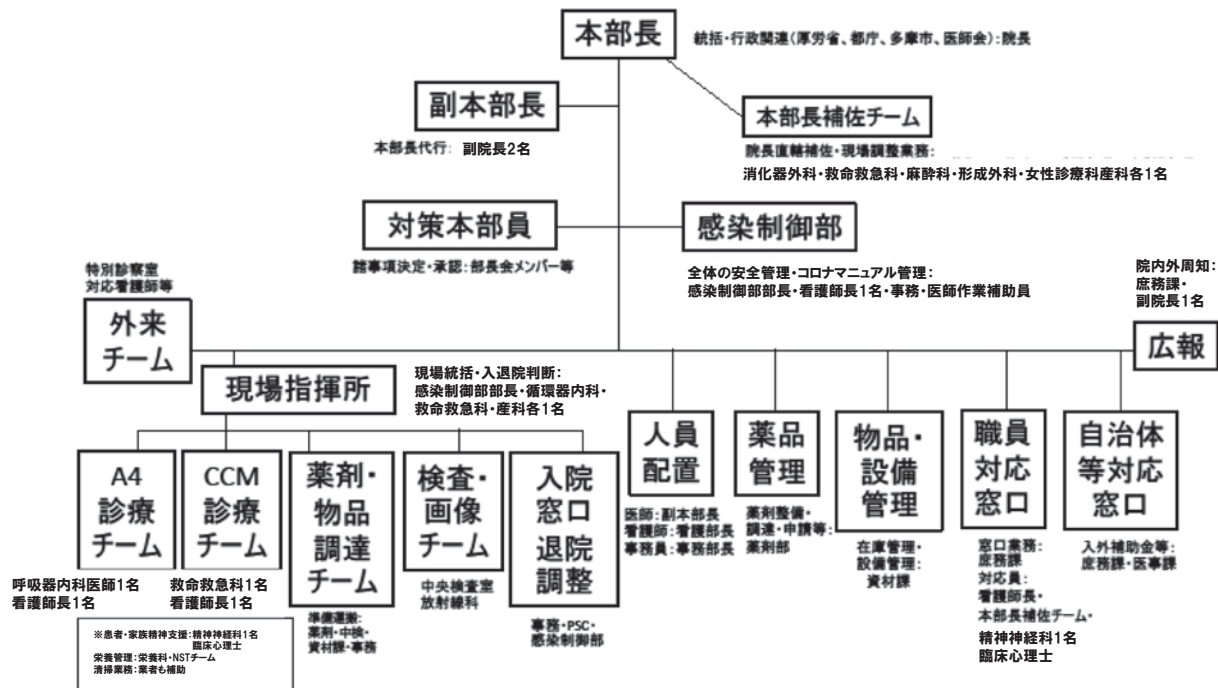 本部長
統括・行政関連(厚労省、都庁、多摩市、医師会):院長
副本部長
本部長代行: 副院長2名
本部長補佐チーム
院長直轄補佐・現場調整業務:
消化器外科・救命救急科・麻酔科・形成外科・女性診療科産科各1名
対策本部員
諸事項決定・承認:部長会メンバー等
感染制御部
全体の安全管理・コロナマニュアル管理:
感染制御部部長・看護師長1名・事務・医師作業補助員
特別診察室
対応看護師等
外来
チーム
院内外周知:
庶務課・
副院長1名
広報
現場指揮所
現場統括・入退院判断:
感染制御部部長・循環器内科・
救命救急科・産科各1名
A4
診療
チーム
呼吸器内科医師1名
看護師長1名
CCM
診療
チーム
救命救急科1名
看護師長1名
薬剤・
物品
調達
チーム
準備運搬:
薬剤・中検・
資材課・事務
検査・
画像
チーム
中央検査室
放射線科
入院
窓口
退院
調整
事務・PSC・
感染制御部
人員
配置
医師:副本部長
看護師:看護部長
事務員:事務部長
薬品
管理
薬剤整備・
調達・申請等:
薬剤部
物品・
設備
管理
在庫管理・
設備管理:
資材課
職員
対応
窓口
窓口業務:
庶務課
対応員:
看護師長・
本部長補佐チーム・
精神神経科1名
臨床心理士
自治体
等対応
窓口
入外補助金等:
庶務課・医事課
※患者・家族精神支援:精神神経科1名
臨床心理士
栄養管理:栄養科・NSTチーム
清掃業務:業者も補助